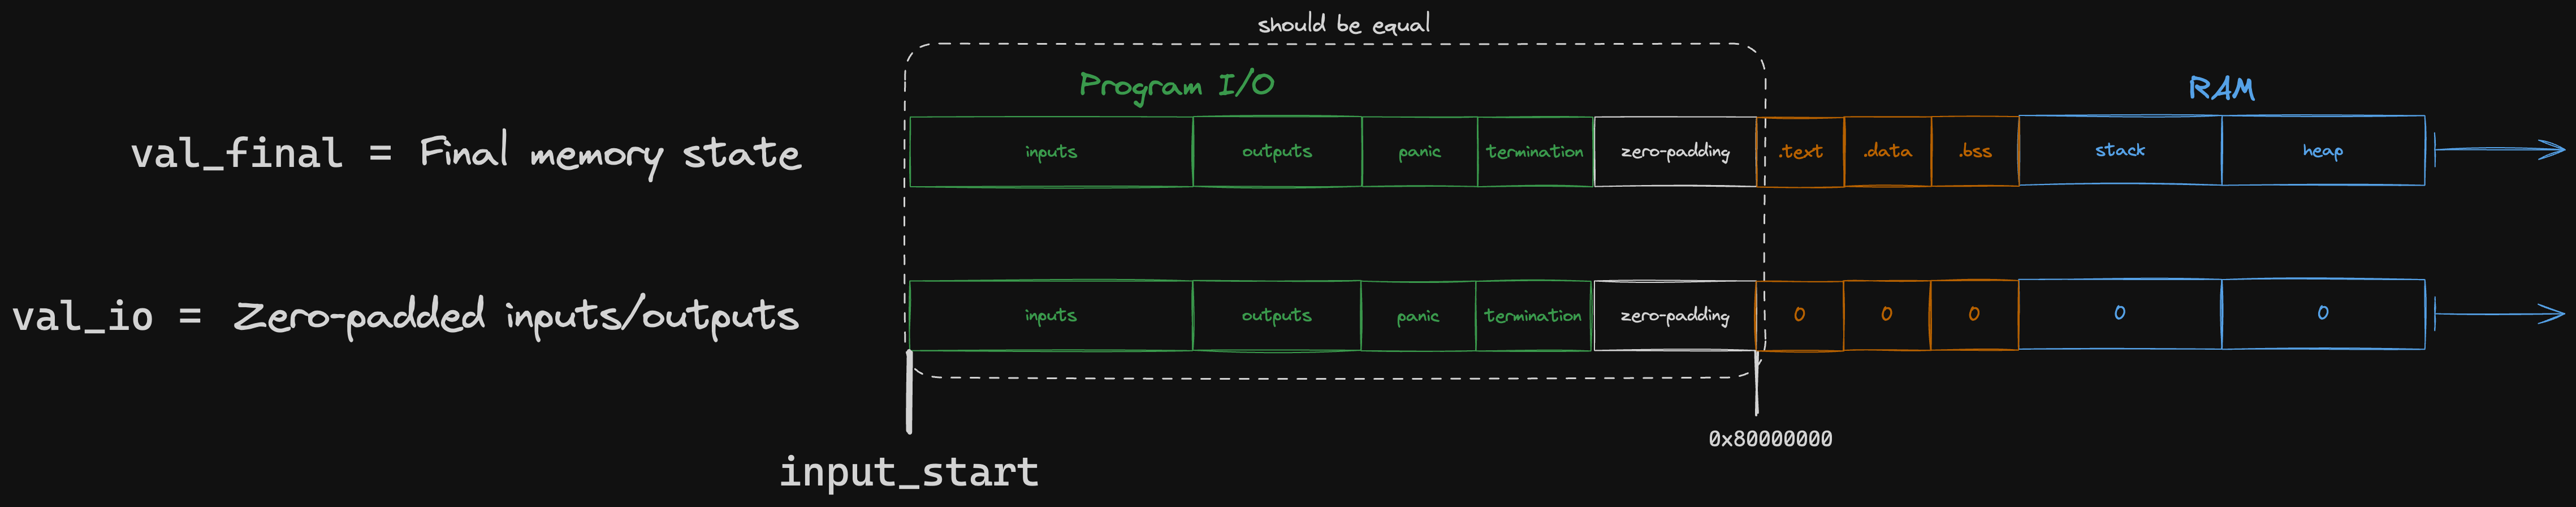 should be equal
Program I/O
RAM
val_final = Final memory state
inputs
outputs
panic
termination
zero-padding
.text
.data
.bss
stack
heap
val_io = Zero-padded inputs/outputs
inputs
outputs
panic
termination
zero-padding
0
0
0
0
0
0x80000000
input_start